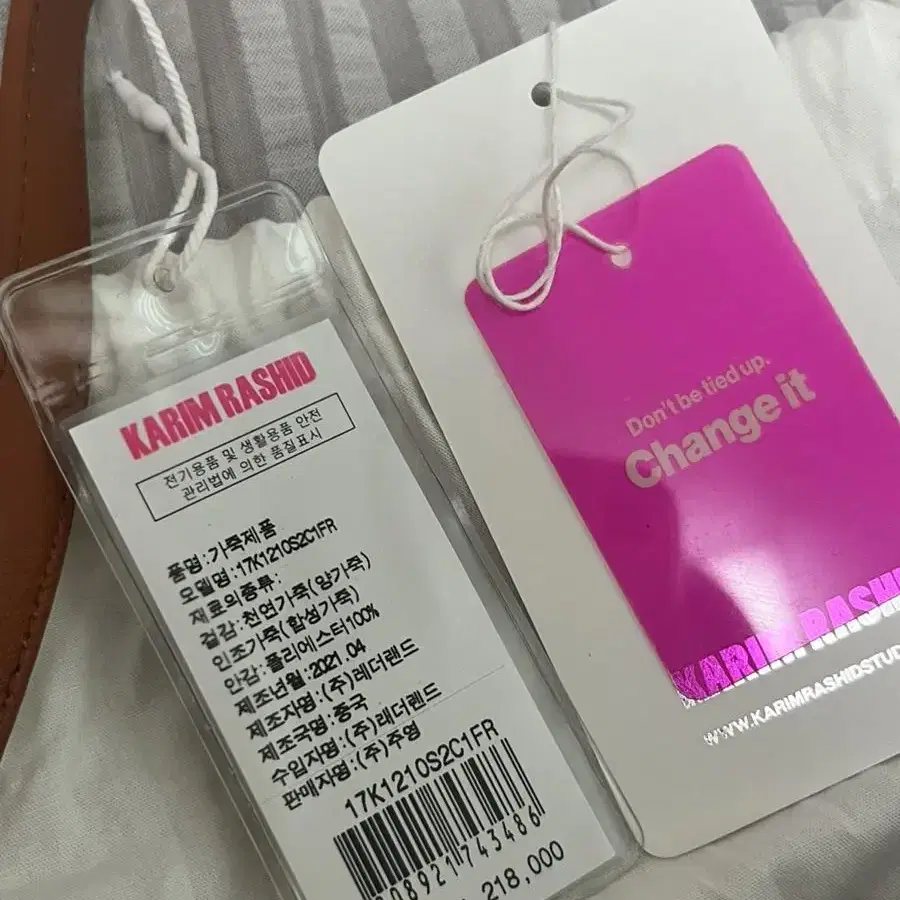 KARIM RASHID
전기용품 및 생활용품 안전
관리법에 의한 품질표시
품명:가죽제품
모델명:17K1210S2C1FR
재료의종류:
겉감:천연가죽(양가죽)
인조가죽(합성가죽)
안감:폴리에스터100%
제조년월:2021.04
제조자명:(주)레더랜드
제조국명:중국
수입자명:(주)래더랜드
판매자명:(주)주영
17K1210S2C1FR
08921743486
218,000
Don't be tied up.
Change it
KARIM RASHI
WWW.KARIMRASHIDSTUD